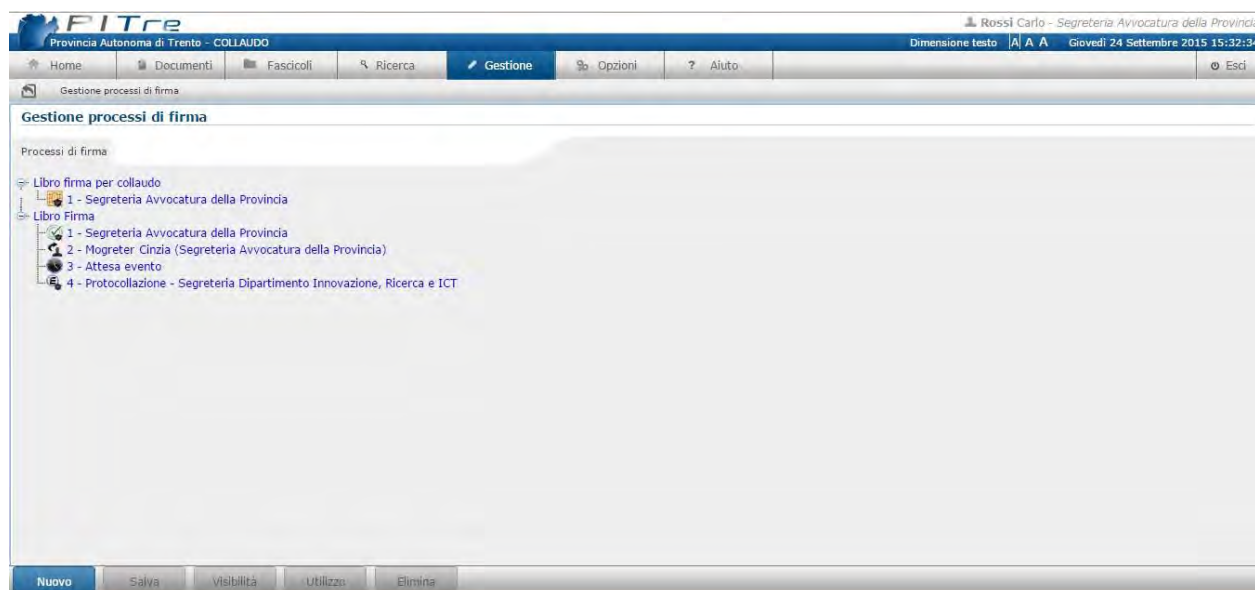 PITre
Rossi Carlo - Segreteria Avvocatura della Provincia
Provincia Autonoma di Trento - COLLAUDO
Dimensione testo A A A Giovedì 24 Settembre 2015 15:32:34
Home Documenti Fascicoli Ricerca Gestione Opzioni ? Aiuto Esci
Gestione processi di firma
Gestione processi di firma
Processi di firma
Libro firma per collaudo
1 - Segreteria Avvocatura della Provincia
Libro Firma
1 - Segreteria Avvocatura della Provincia
2 - Mogreter Cinzia (Segreteria Avvocatura della Provincia)
3 - Attesa evento
4 - Protocollazione - Segreteria Dipartimento Innovazione, Ricerca e ICT
Nuovo Salva Visibilità Utilizzo Elimina